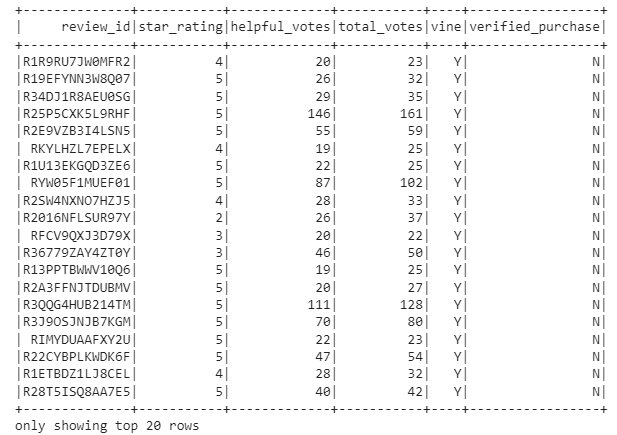 +--------------+-----------+-------------+-----------+----+-----------------+
|     review_id|star_rating|helpful_votes|total_votes|vine|verified_purchase|
+--------------+-----------+-------------+-----------+----+-----------------+
|R1R9RU7JW0MFR2|          4|           20|         23|   Y|                N|
|R19EFYNN3W8Q07|          5|           26|         32|   Y|                N|
|R34DJ1R8AEU0SG|          5|           29|         35|   Y|                N|
|R25P5CXK5L9RHF|          5|          146|        161|   Y|                N|
|R2E9VZB3I4LSN5|          5|           55|         59|   Y|                N|
| RKYLHZL7EPELX|          4|           19|         25|   Y|                N|
|R1U13EKGQD3ZE6|          5|           22|         25|   Y|                N|
| RYW05F1MUEF01|          5|           87|        102|   Y|                N|
|R2SW4NXNO7HZJ5|          4|           28|         33|   Y|                N|
|R2016NFLSUR97Y|          2|           26|         37|   Y|                N|
| RFCV9QXJ3D79X|          3|           20|         22|   Y|                N|
|R36779ZAY4ZT0Y|          3|           46|         50|   Y|                N|
|R13PPTBWWV10Q6|          5|           19|         25|   Y|                N|
|R2A3FFNJTDUBMV|          5|           20|         27|   Y|                N|
|R3QQG4HUB214TM|          5|          111|        128|   Y|                N|
|R3J9OSJNJB7KGM|          5|           70|         80|   Y|                N|
| RIMYDUAAFXY2U|          5|           22|         23|   Y|                N|
|R22CYBPLKWDK6F|          5|           47|         54|   Y|                N|
|R1ETBDZ1LJ8CEL|          4|           28|         32|   Y|                N|
|R28T5ISQ8AA7E5|          5|           40|         42|   Y|                N|
+--------------+-----------+-------------+-----------+----+-----------------+
only showing top 20 rows